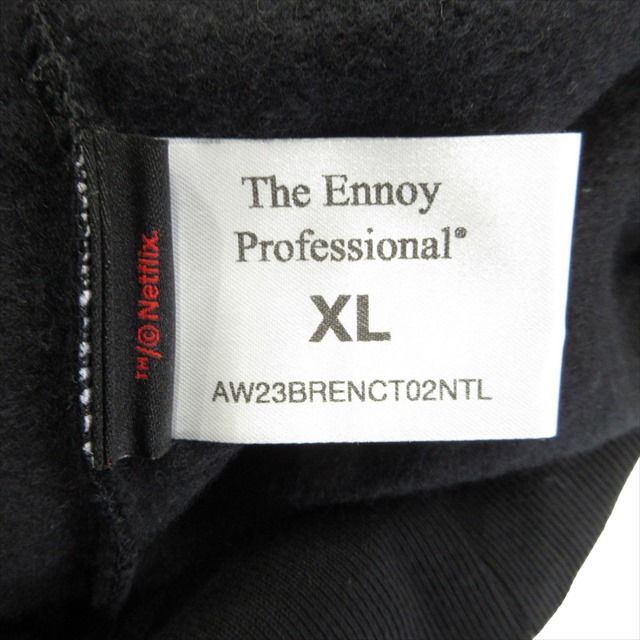 The Ennoy
Professional®
XL
AW23BRENCT02NTL
™/© Netflix.